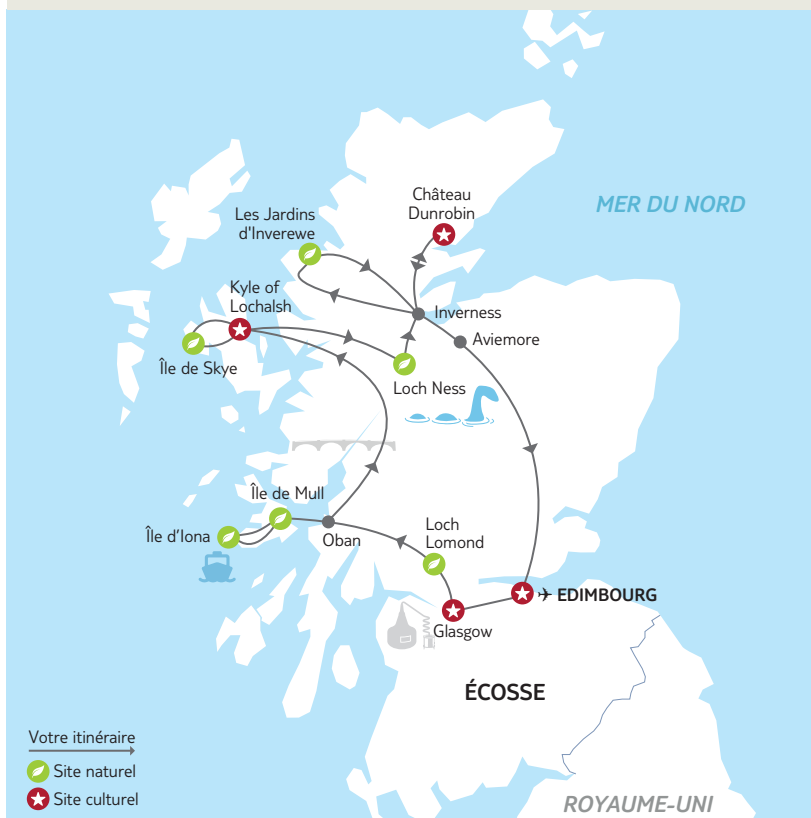 Château
Dunrobin
MER DU NORD
Les Jardins
d'Inverewe
Kyle of
Lochalsh
Inverness
Aviemore
Île de Skye
Loch Ness
Île de Mull
Île d'Iona
Oban
Loch
Lomond
EDIMBOURG
Glasgow
ÉCOSSE
Votre itinéraire
Site naturel
Site culturel
ROYAUME-UNI